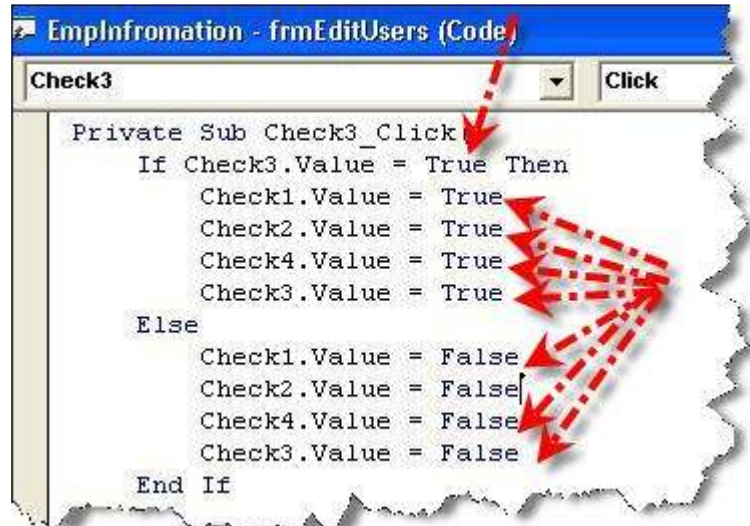 EmpInfromation - frmEditUsers (Code)
Check3 Click
Private Sub Check3_Click(
If Check3.Value = True Then
Check1.Value = True
Check2.Value = True
Check4.Value = True
Check3.Value = True
Else
Check1.Value = False
Check2.Value = False
Check4.Value = False
Check3.Value = False
End If